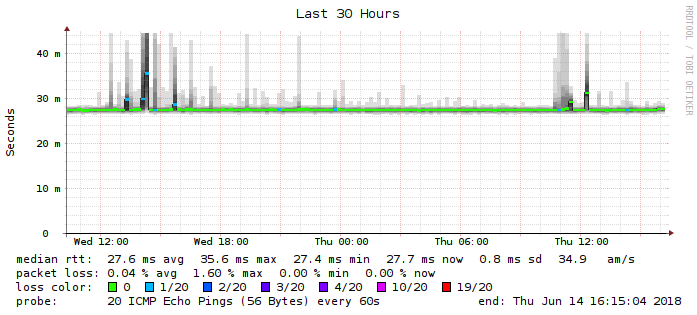 Last 30 Hours
RRDTOOL / TOBI OETIKER
Seconds
40 m
30 m
20 m
10 m
0
Wed 12:00 Wed 18:00 Thu 00:00 Thu 06:00 Thu 12:00
median rtt: 27.6 ms avg 35.6 ms max 27.4 ms min 27.7 ms now 0.8 ms sd 34.9 am/s
packet loss: 0.04 % avg 1.60 % max 0.00 % min 0.00 % now
loss color: 0 1/20 2/20 3/20 4/20 10/20 19/20
probe: 20 ICMP Echo Pings (56 Bytes) every 60s end: Thu Jun 14 16:15:04 2018